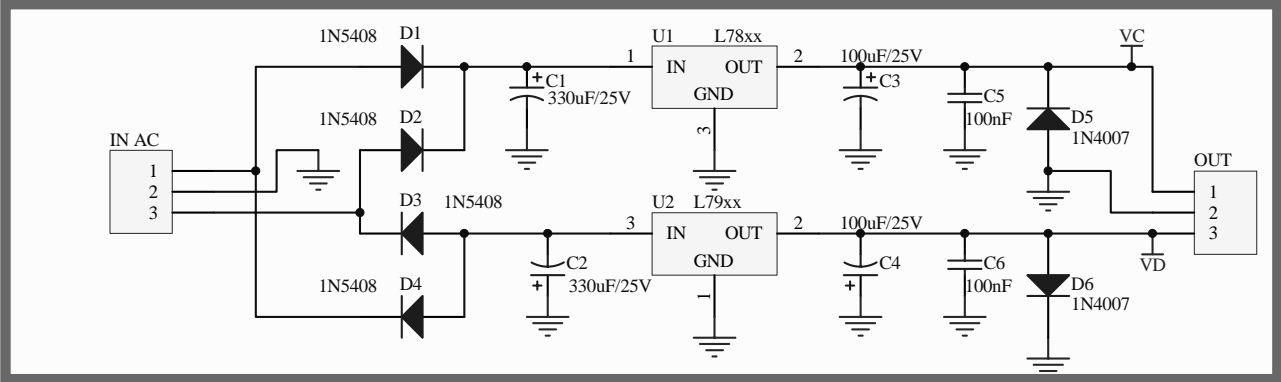 1N5408 D1
1 U1 L78xx 2
IN OUT
GND
3
+ C1
330uF/25V
100uF/25V
+ C3
C5
100nF
VC
D5
1N4007
1N5408 D2
IN AC
1
2
3
OUT
1
2
3
D3 1N5408
3 U2 L79xx 2
IN OUT
GND
1
C2
+ 330uF/25V
100uF/25V
C4
+
C6
100nF
VD
D6
1N4007
1N5408 D4